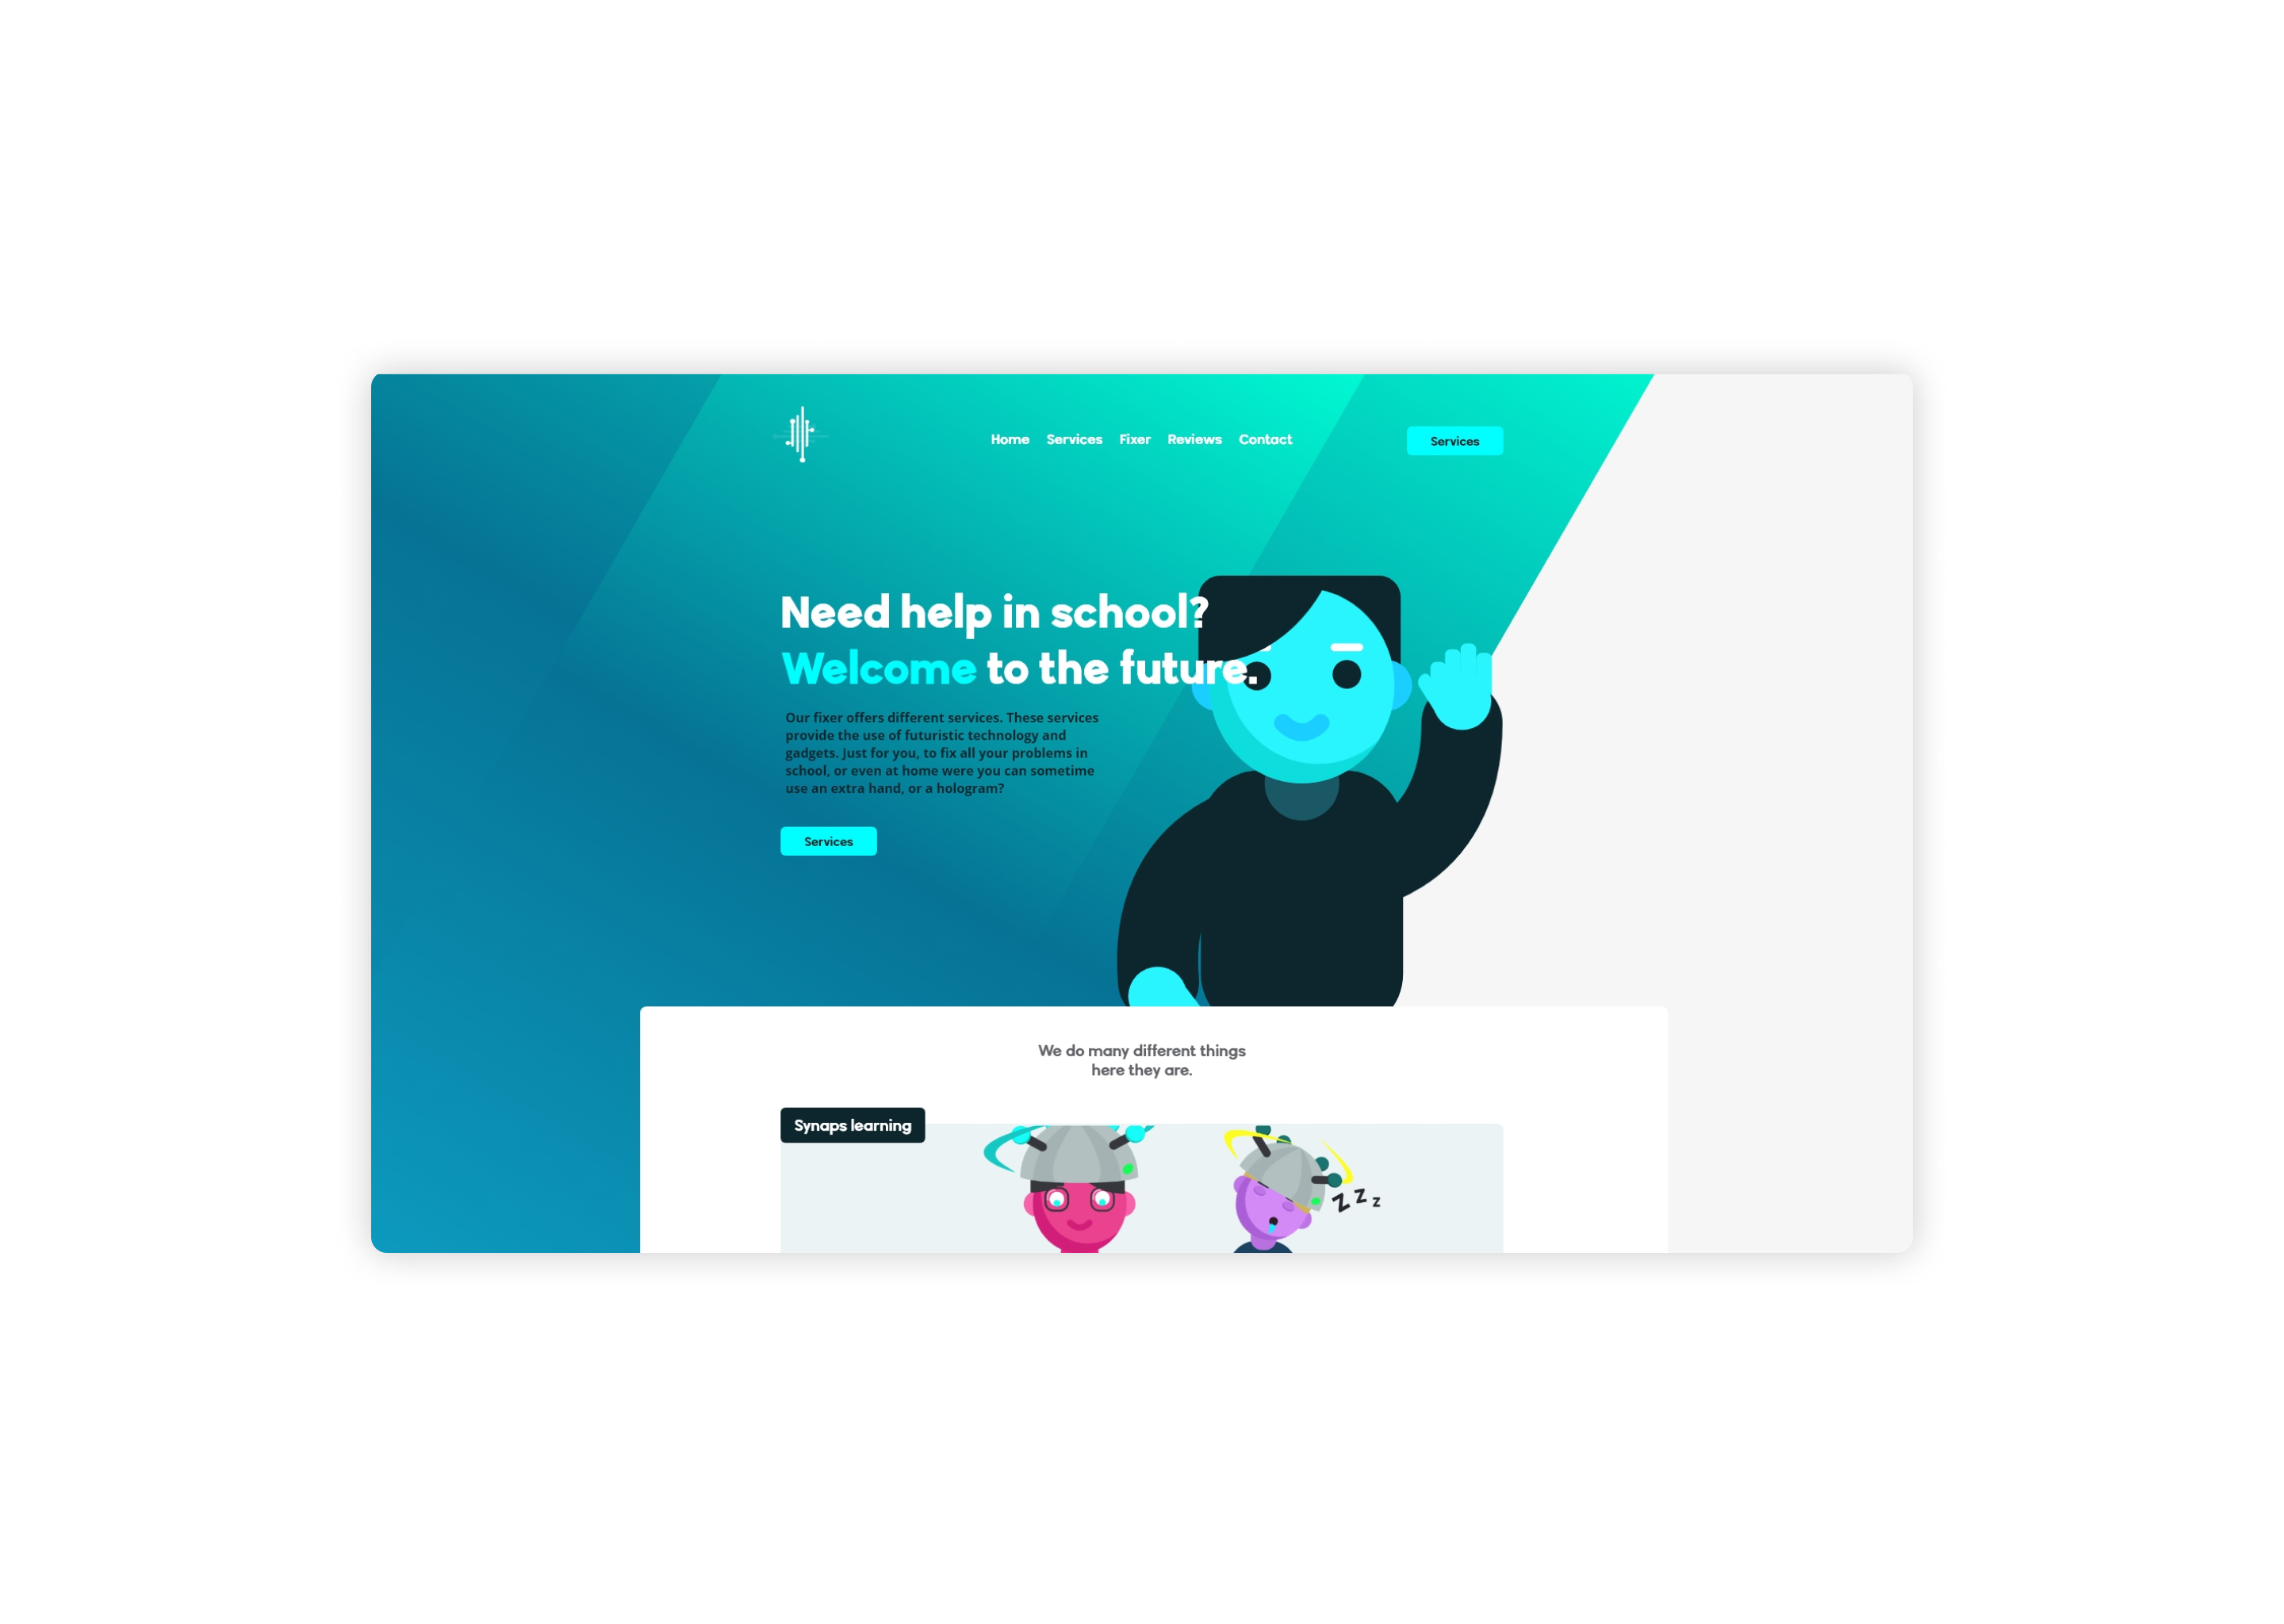 Home Services Fixer Reviews Contact Services
Need help in school?
Welcome to the future.
Our fixer offers different services. These services
provide the use of futuristic technology and
gadgets. Just for you, to fix all your problems in
school, or even at home were you can sometime
use an extra hand, or a hologram?
Services
We do many different things
here they are.
Synaps learning
Z Z Z